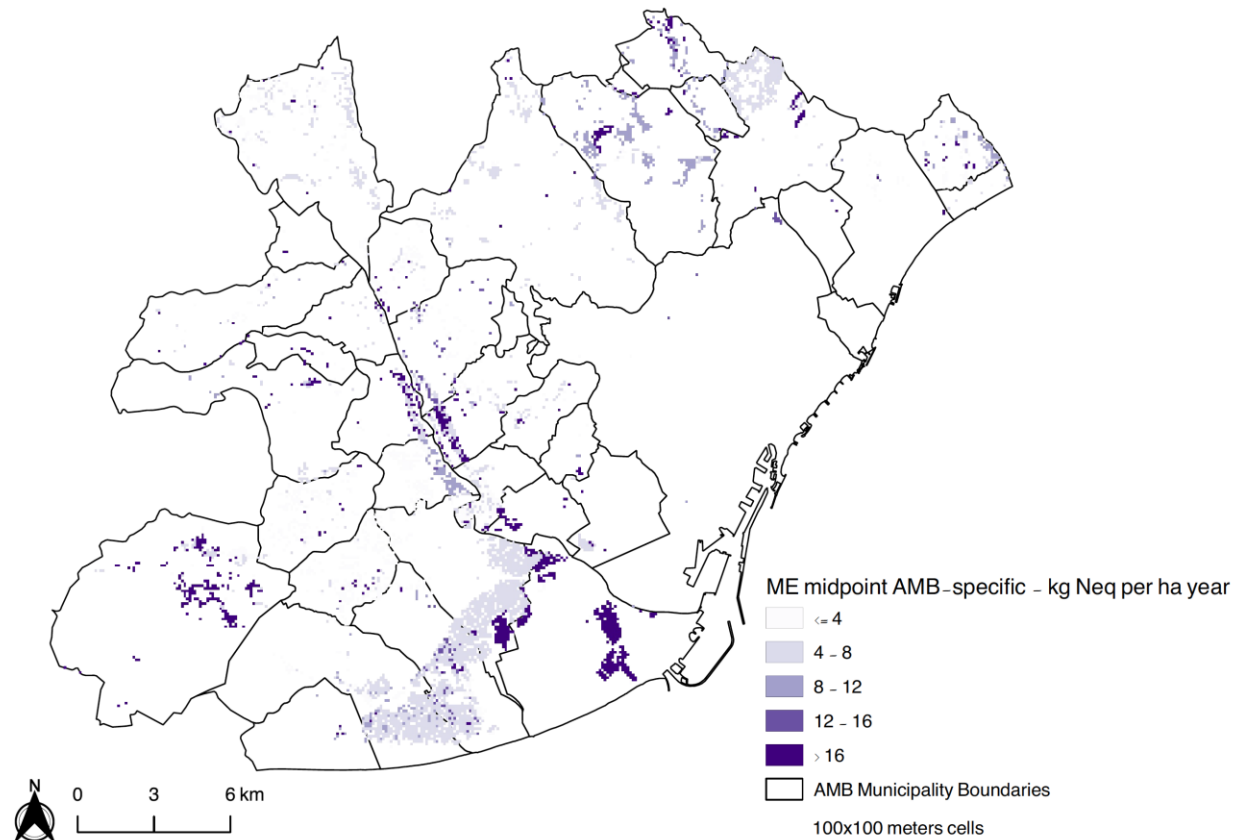 ME midpoint AMB-specific - kg Neq per ha year
<= 4
4 - 8
8 - 12
12 - 16
> 16
AMB Municipality Boundaries
100x100 meters cells
N
0 3 6 km